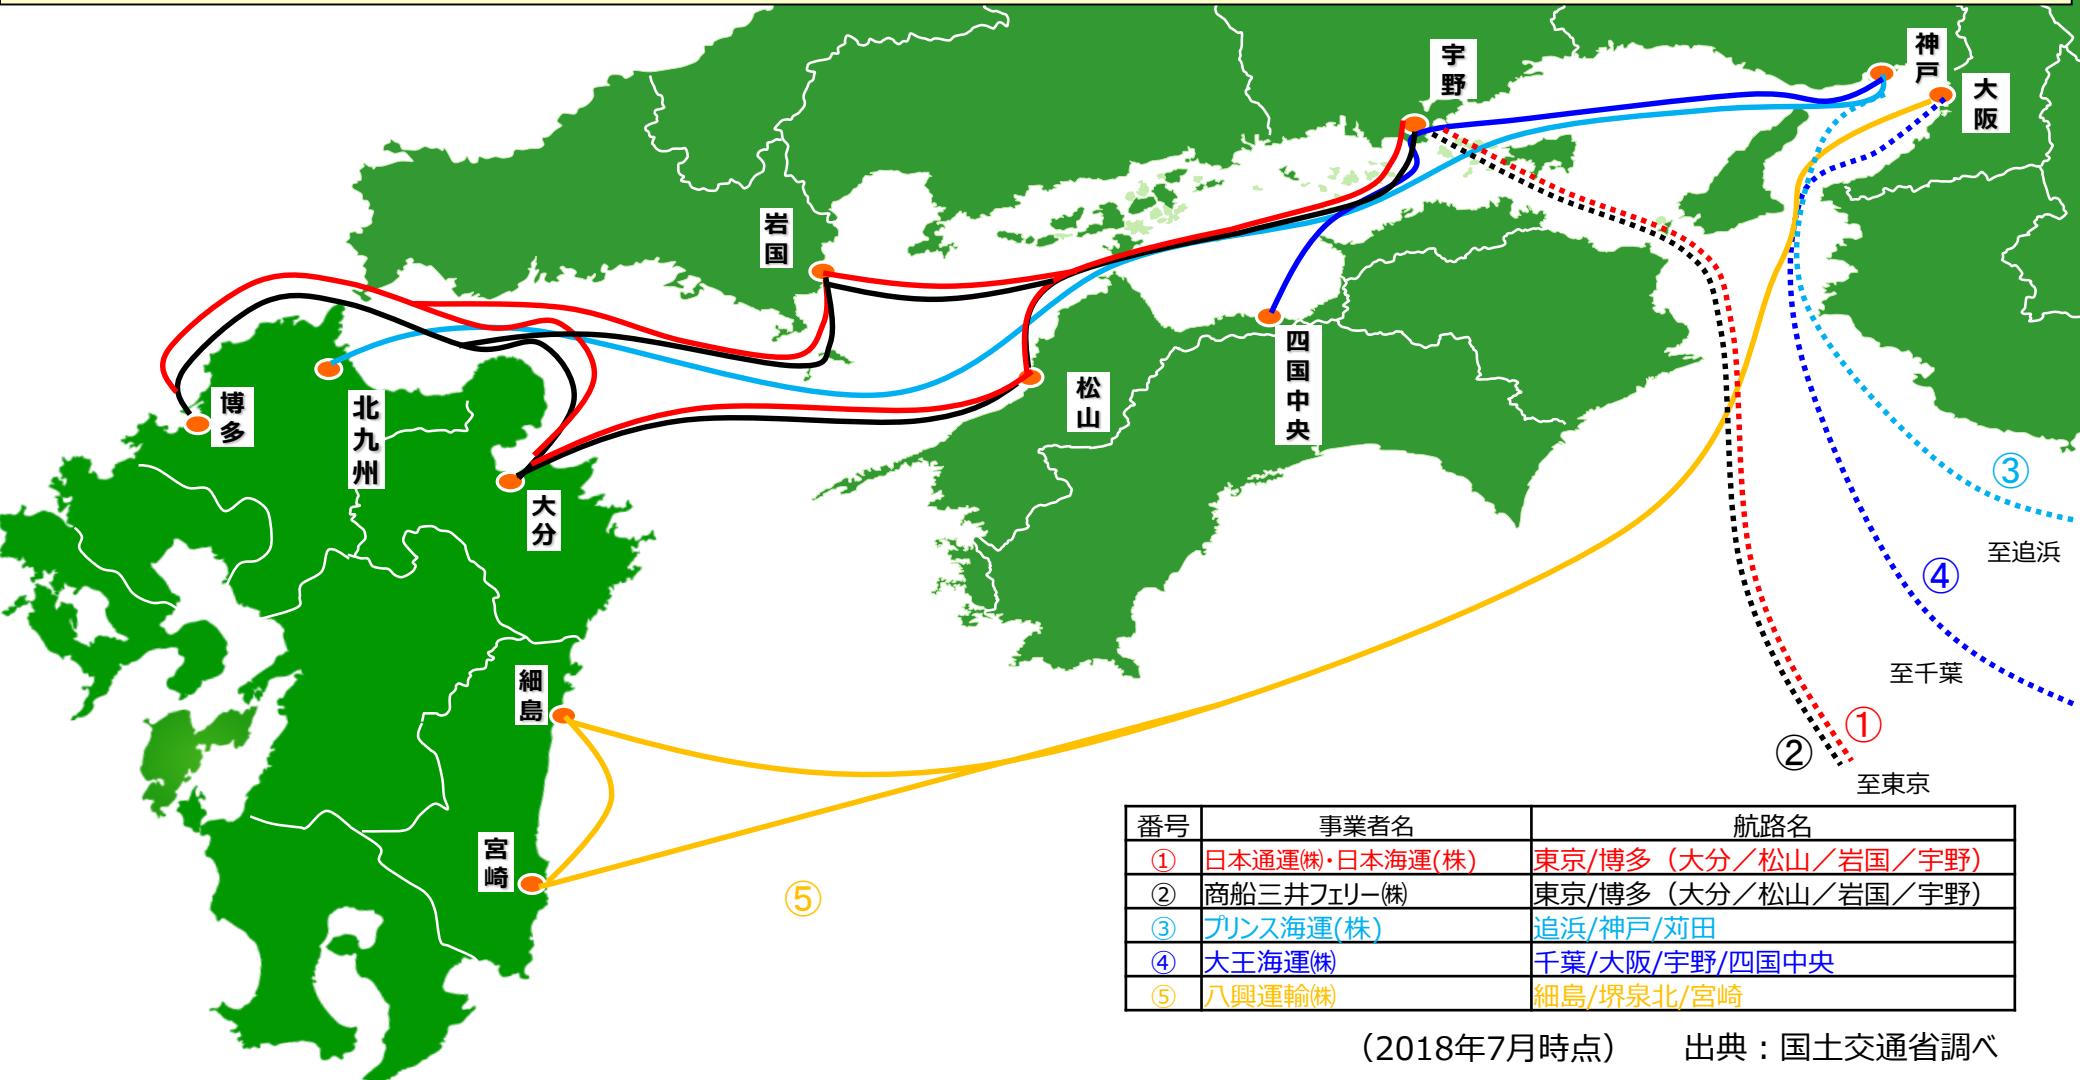 神戸
大阪
宇野
岩国
四国中央
松山
博多
北九州
大分
③
至追浜
④
至千葉
細島
①
②
至東京
宮崎
⑤
番号 事業者名 航路名
① 日本通運㈱・日本海運(株) 東京/博多（大分／松山／岩国／宇野）
② 商船三井フェリー㈱ 東京/博多（大分／松山／岩国／宇野）
③ プリンス海運(株) 追浜/神戸/苅田
④ 大王海運㈱ 千葉/大阪/宇野/四国中央
⑤ 八興運輸㈱ 細島/堺泉北/宮崎
（2018年7月時点） 出典：国土交通省調べ